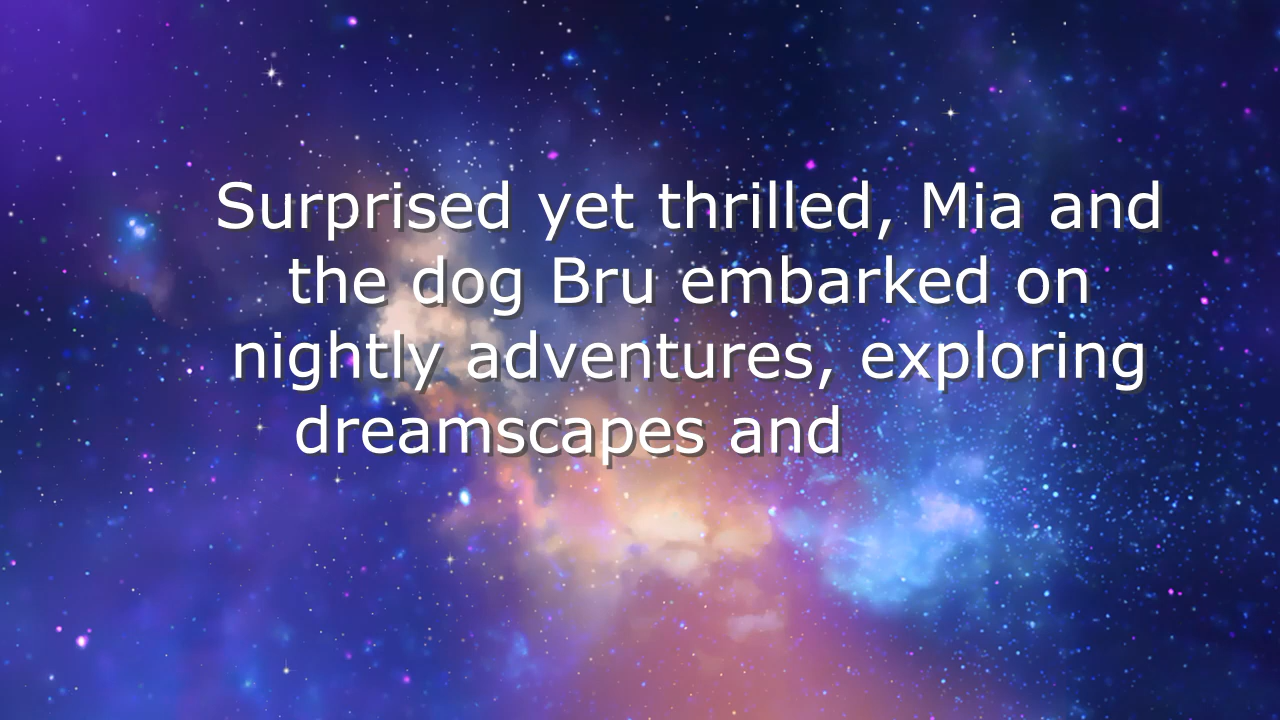 Surprised yet thrilled, Mia and
the dog Bru embarked on
nightly adventures, exploring
dreamscapes and